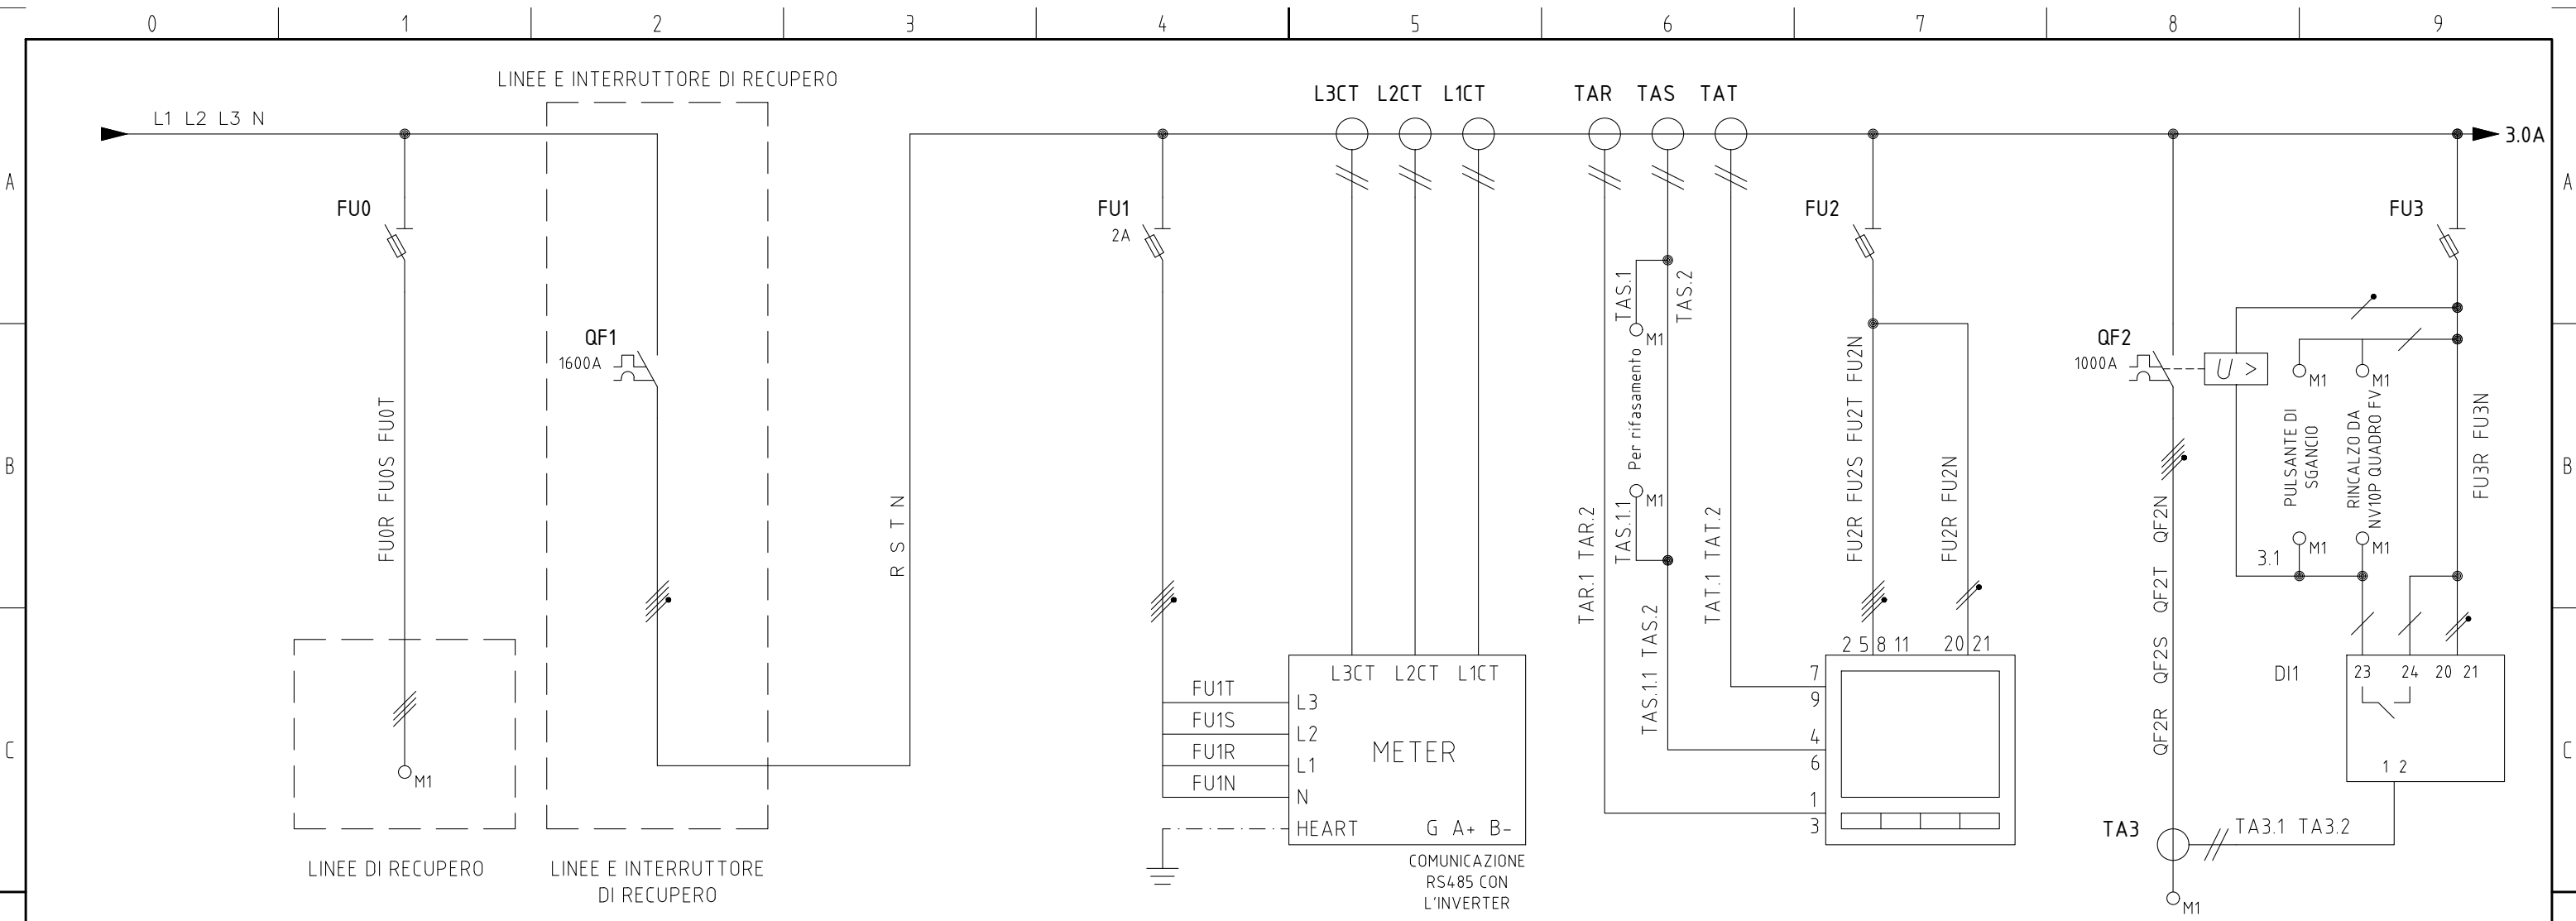 0 1 2 3 4 5 6 7 8 9
LINEE E INTERRUTTORE DI RECUPERO
L3CT L2CT L1CT TAR TAS TAT
L1 L2 L3 N
3.0A
A
A
FU0
FU1
2A
FU2
FU3
TAS.1
TAS.2
M1
QF1
1600A
QF2
1000A
U >
M1
M1
Per rifasamento
M1
FU0R FU0S FU0T
R S T N
TAS.1.1
TAR.1 TAR.2
TAT.1 TAT.2
FU2R FU2S FU2T FU2N
FU2R FU2N
QF2R QF2S QF2T QF2N
PULSANTE DI
SGANCIO
RINCALZO DA
NV10P QUADRO FV
FU3R FU3N
B
B
3.1
M1
M1
TAS.1.1 TAS.2
2 5 8 11
20 21
DI1
23 24 20 21
1 2
L3CT L2CT L1CT
FU1T
L3
FU1S
L2
FU1R
L1
FU1N
N
METER
HEART
G A+ B-
7
9
4
6
1
3
C
C
M1
TA3
TA3.1 TA3.2
M1
LINEE DI RECUPERO
LINEE E INTERRUTTORE
DI RECUPERO
COMUNICAZIONE
RS485 CON
L'INVERTER